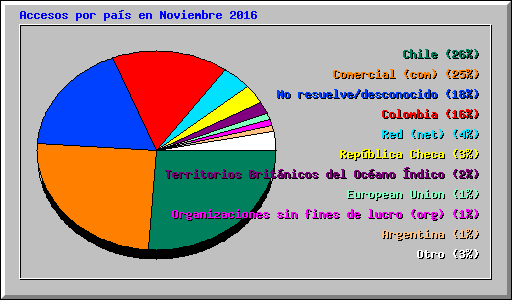 Accesos por país en Noviembre 2016
Chile (26%)
Comercial (com) (25%)
No resuelve/desconocido (18%)
Colombia (16%)
Red (net) (4%)
República Checa (3%)
Territorios Británicos del Océano Índico (2%)
European Union (1%)
Organizaciones sin fines de lucro (org) (1%)
Argentina (1%)
Otro (3%)